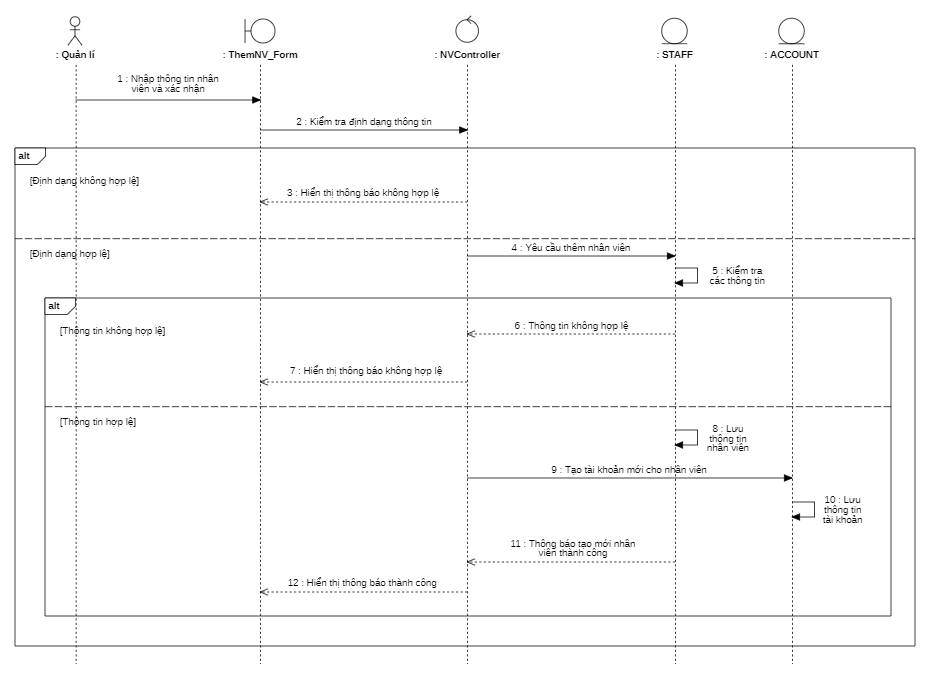 : Quản lí
: ThemNV_Form
: NVController
: STAFF
: ACCOUNT
1 : Nhập thông tin nhân
viên và xác nhận
2 : Kiểm tra định dạng thông tin
alt
[Định dạng không hợp lệ]
3 : Hiển thị thông báo không hợp lệ
[Định dạng hợp lệ]
4 : Yêu cầu thêm nhân viên
5 : Kiểm tra
các thông tin
alt
[Thông tin không hợp lệ]
6 : Thông tin không hợp lệ
7 : Hiển thị thông báo không hợp lệ
[Thông tin hợp lệ]
8 : Lưu
thông tin
nhân viên
9 : Tạo tài khoản mới cho nhân viên
10 : Lưu
thông tin
tài khoản
11 : Thông báo tạo mới nhân
viên thành công
12 : Hiển thị thông báo thành công